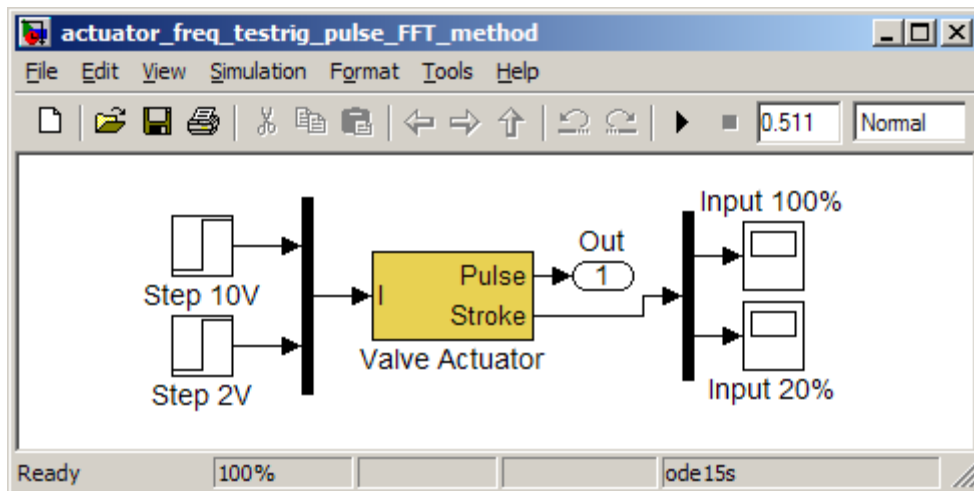 actuator_freq_testrig_pulse_FFT_method
File Edit View Simulation Format Tools Help
0.511 Normal
Input 100%
Out
1
Step 10V
I
Pulse
Stroke
Valve Actuator
Step 2V
Input 20%
Ready 100% ode15s